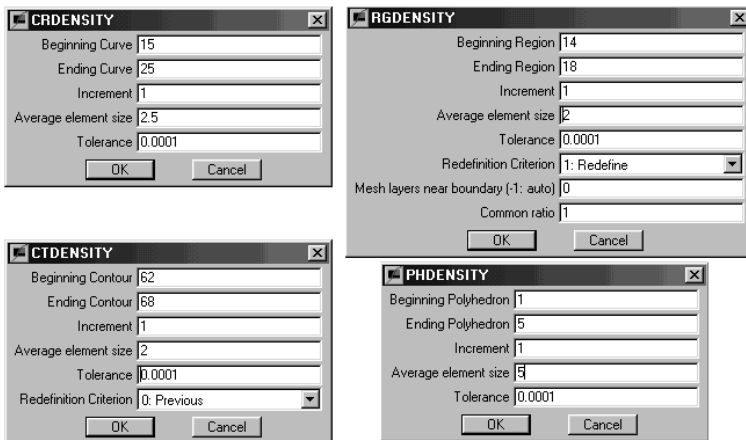 CRDENSITY
Beginning Curve 15
Ending Curve 25
Increment 1
Average element size 2.5
Tolerance 0.0001
OK Cancel
RGDENSITY
Beginning Region 14
Ending Region 18
Increment 1
Average element size 2
Tolerance 0.0001
Redefinition Criterion 1: Redefine
Mesh layers near boundary (-1: auto) 0
Common ratio 1
OK Cancel
CTDENSITY
Beginning Contour 62
Ending Contour 68
Increment 1
Average element size 2
Tolerance 0.0001
Redefinition Criterion 0: Previous
OK Cancel
PHDENSITY
Beginning Polyhedron 1
Ending Polyhedron 5
Increment 1
Average element size 5
Tolerance 0.0001
OK Cancel